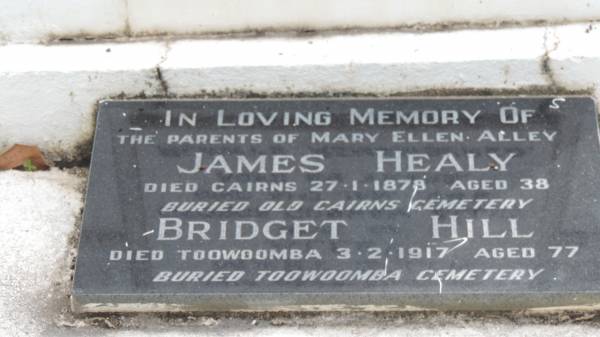 IN LOVING MEMORY OF
THE PARENTS OF MARY ELLEN ALLEY
JAMES HEALY
DIED CAIRNS 27·1·1878 AGED 38
BURIED OLD CAIRNS CEMETERY
BRIDGET HILL
DIED TOOWOOMBA 3·2·1917 AGED 77
BURIED TOOWOOMBA CEMETERY